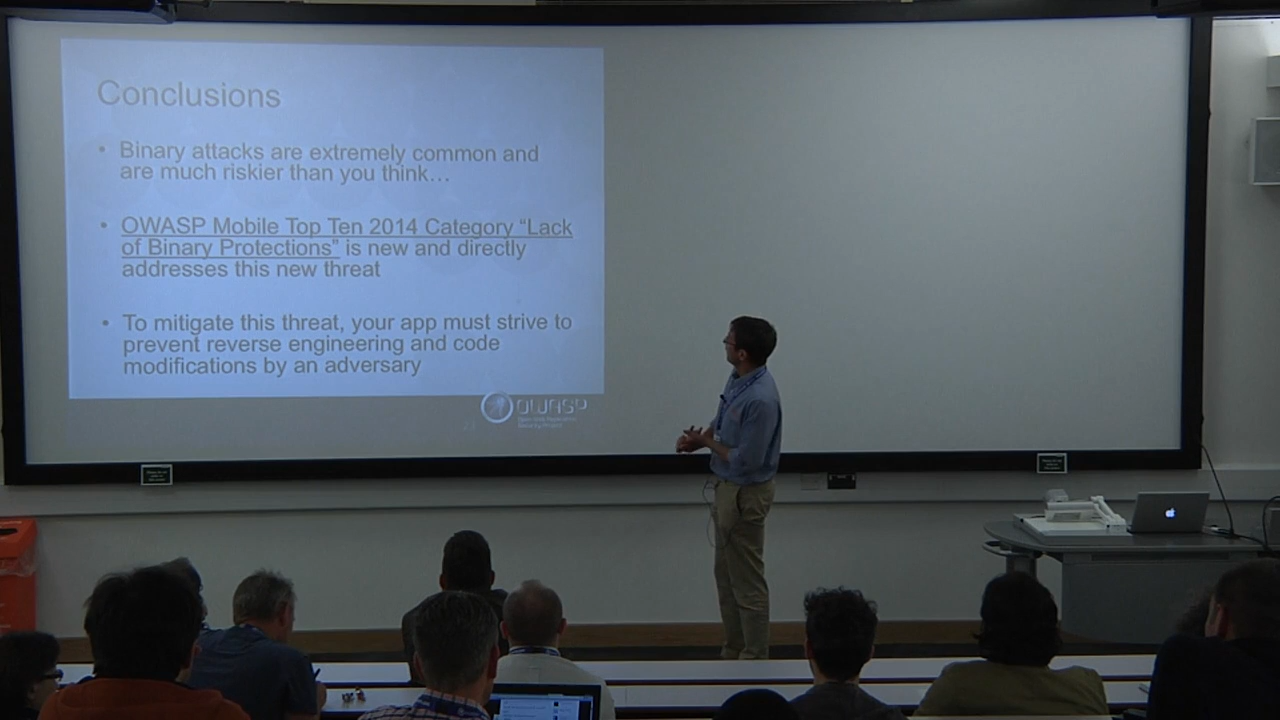 Conclusions
• Binary attacks are extremely common and
are much riskier than you think…
• OWASP Mobile Top Ten 2014 Category “Lack
of Binary Protections” is new and directly
addresses this new threat
• To mitigate this threat, your app must strive to
prevent reverse engineering and code
modifications by an adversary
OWASP